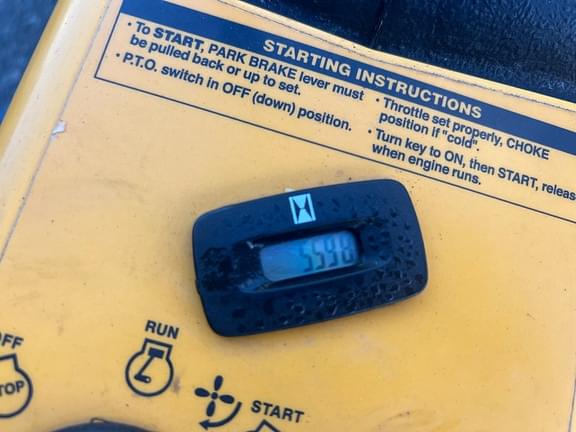 STARTING INSTRUCTIONS
• To START, PARK BRAKE lever must
be pulled back or up to set.
• P.T.O. switch in OFF (down) position.
• Throttle set properly, CHOKE
position if "cold".
• Turn key to ON, then START, releas
when engine runs.
5598
OFF
STOP
RUN
START